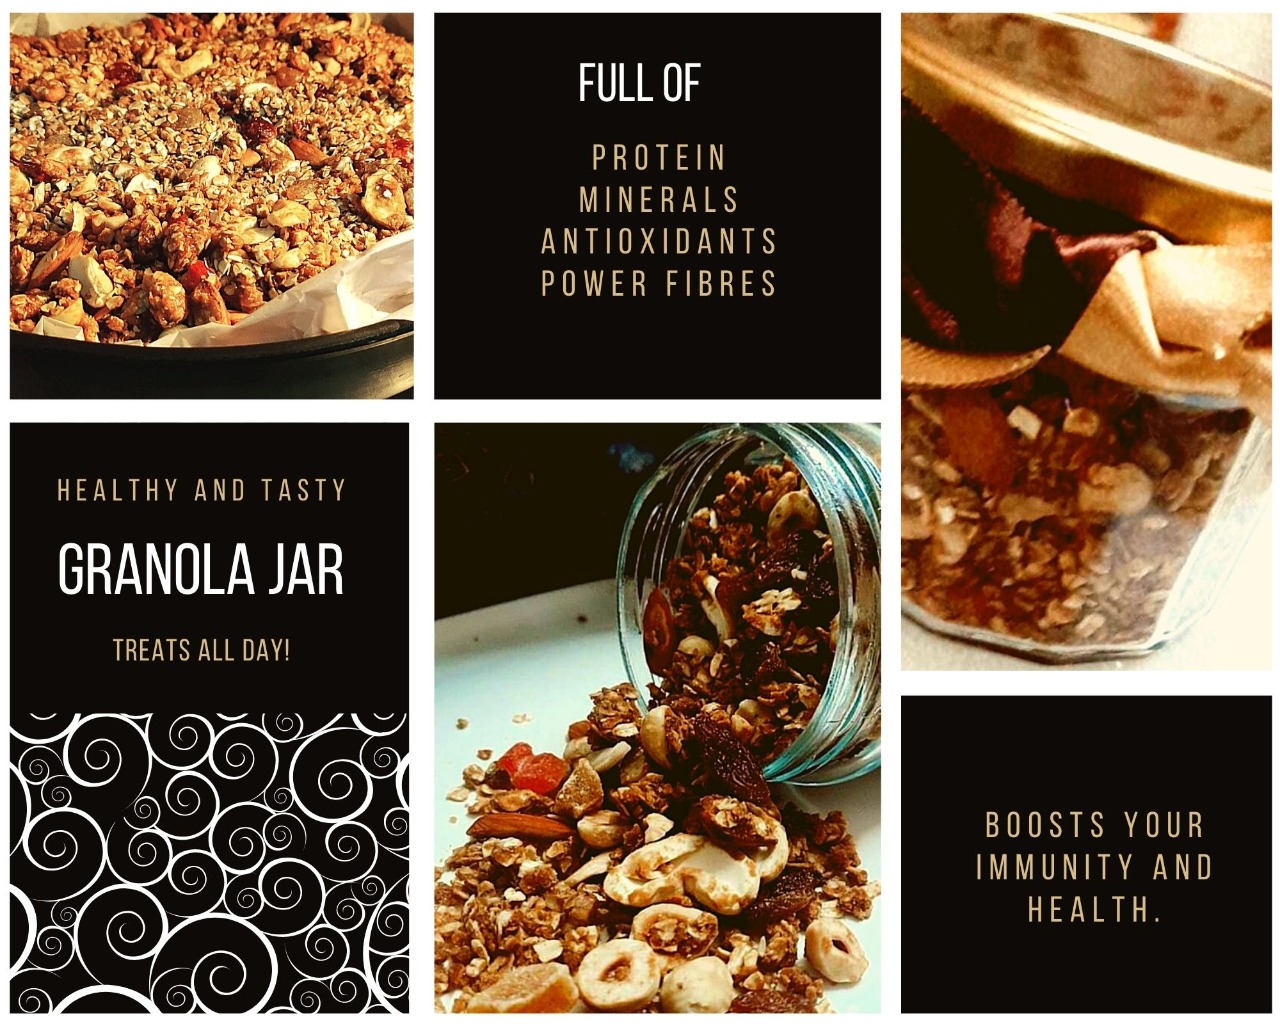 FULL OF
PROTEIN
MINERALS
ANTIOXIDANTS
POWER FIBRES
HEALTHY AND TASTY
GRANOLA JAR
TREATS ALL DAY!
BOOSTS YOUR
IMMUNITY AND
HEALTH.